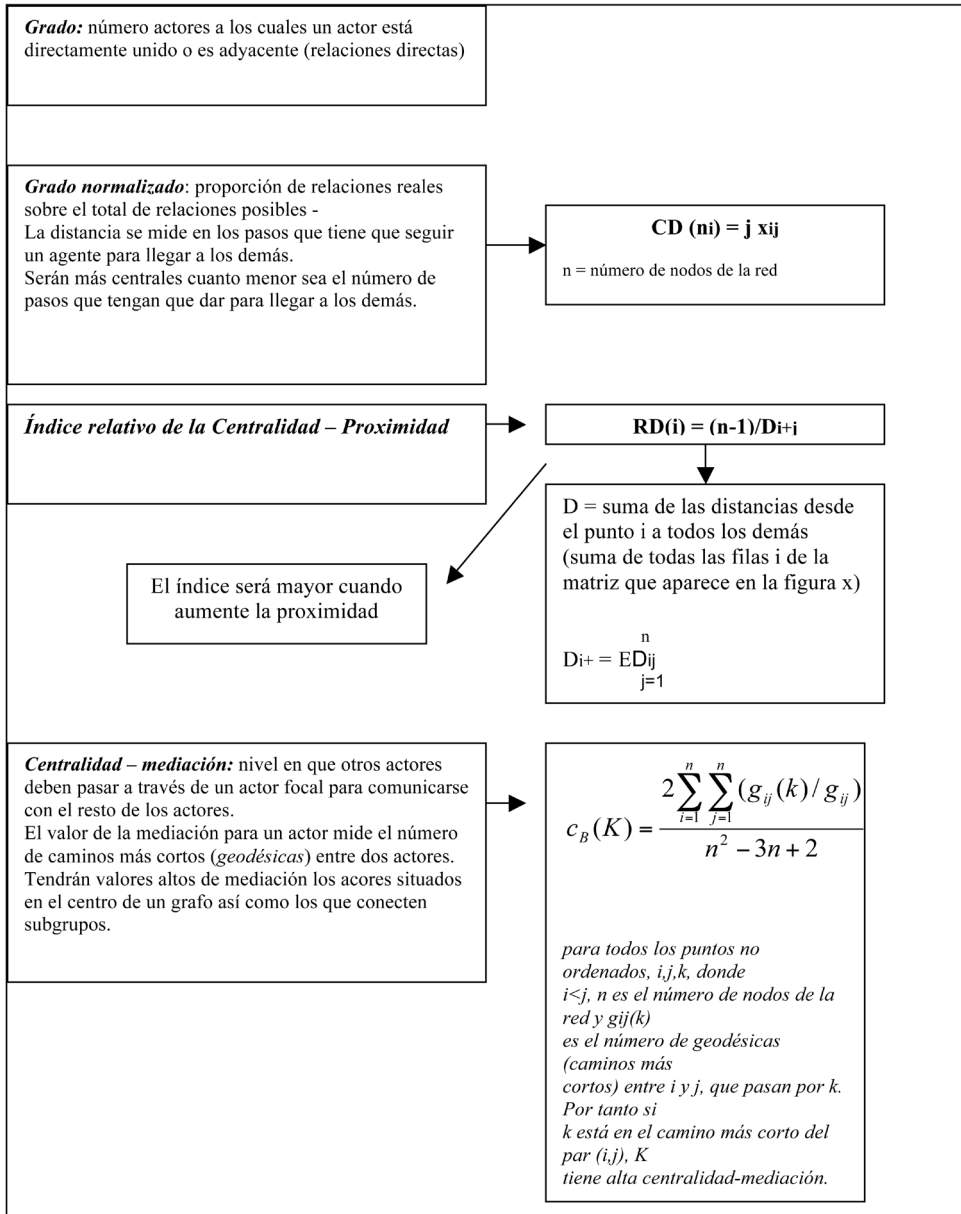 Grado: número actores a los cuales un actor está
directamente unido o es adyacente (relaciones directas)
Grado normalizado: proporción de relaciones reales
sobre el total de relaciones posibles -
La distancia se mide en los pasos que tiene que seguir
un agente para llegar a los demás.
Serán más centrales cuanto menor sea el número de
pasos que tengan que dar para llegar a los demás.
CD (ni) = j xij
n = número de nodos de la red
Índice relativo de la Centralidad – Proximidad
RD(i) = (n-1)/Di+j
El índice será mayor cuando
aumente la proximidad
D = suma de las distancias desde
el punto i a todos los demás
(suma de todas las filas i de la
matriz que aparece en la figura x)
n
Di+ = EDij
j=1
Centralidad – mediación: nivel en que otros actores
deben pasar a través de un actor focal para comunicarse
con el resto de los actores.
El valor de la mediación para un actor mide el número
de caminos más cortos (geodésicas) entre dos actores.
Tendrán valores altos de mediación los acores situados
en el centro de un grafo así como los que conecten
subgrupos.
c_B(K) = 2∑_{i=1}^{n} ∑_{j=1}^{n} (g_{ij}(k) / g_{ij}) / n² − 3n + 2
para todos los puntos no
ordenados, i,j,k, donde
i<j, n es el número de nodos de la
red y gij(k)
es el número de geodésicas
(caminos más
cortos) entre i y j, que pasan por k.
Por tanto si
k está en el camino más corto del
par (i,j), K
tiene alta centralidad-mediación.